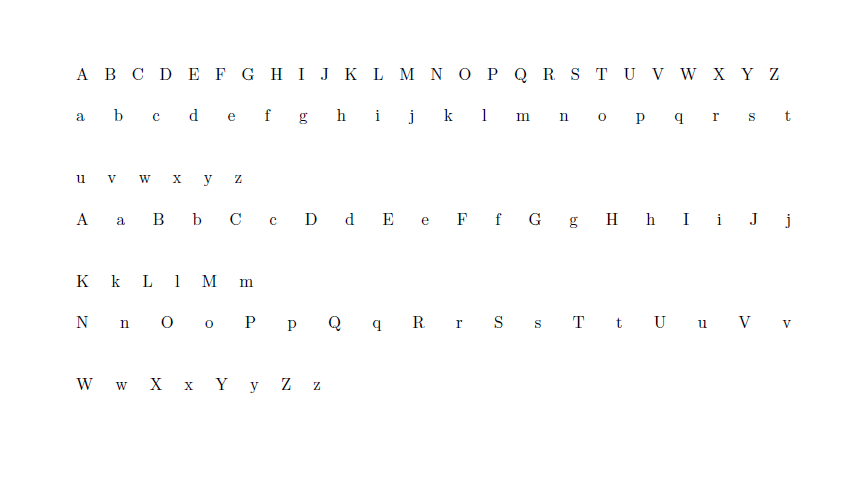 A B C D E F G H I J K L M N O P Q R S T U V W X Y Z
a b c d e f g h i j k l m n o p q r s t
u v w x y z
A a B b C c D d E e F f G g H h I i J j
K k L l M m
N n O o P p Q q R r S s T t U u V v
W w X x Y y Z z